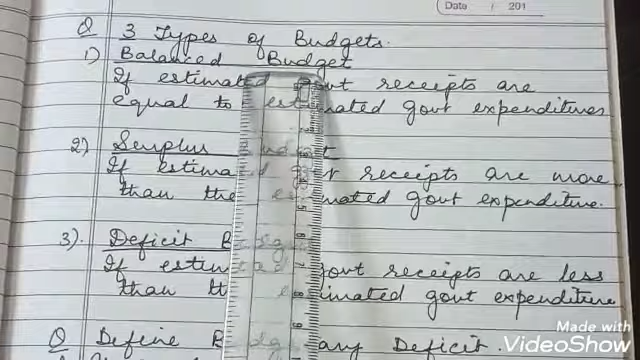 Date / 201
Q 3 Types of Budgets.
1) Balanced Budget
If estimated govt receipts are
equal to estimated govt expenditures
2) Surplus Budget
If estimated govt receipts are more
than the estimated govt expenditure.
3). Deficit Budget
If estimated govt receipts are less
than the estimated govt expenditure
Q Define Budgetary Deficit.
Made with
VideoShow